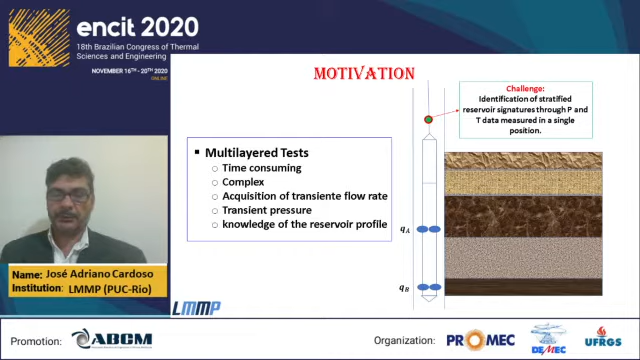 encit 2020
18th Brazilian Congress of Thermal
Sciences and Engineering
NOVEMBER 16TH - 20TH 2020
ONLINE
MOTIVATION
Challenge:
Identification of stratified
reservoir signatures through P and
T data measured in a single
position.
Multilayered Tests
Time consuming
Complex
Acquisition of transiente flow rate
Transient pressure
knowledge of the reservoir profile
qA
qB
Name: José Adriano Cardoso
Institution: LMMP (PUC-Rio)
LMMP
Promotion:
ABCM
Organization:
PROMEC
DEMEC
UFRGS